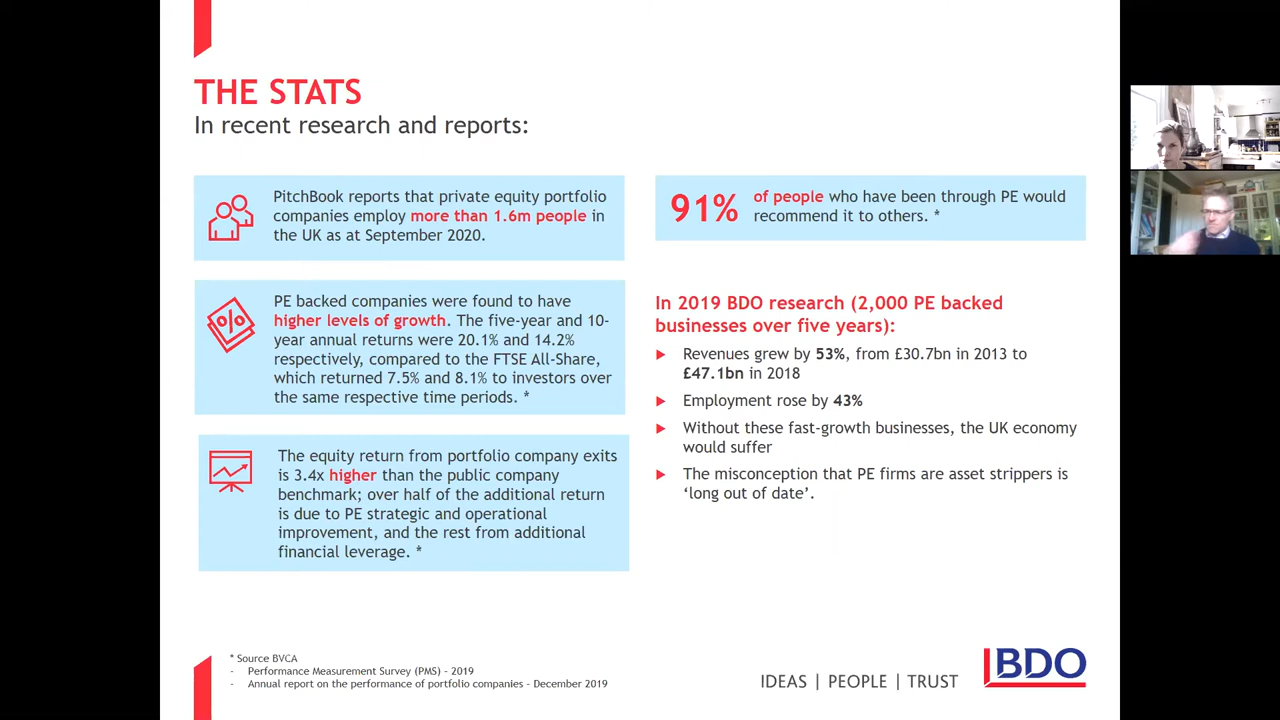 THE STATS
In recent research and reports:
PitchBook reports that private equity portfolio
companies employ more than 1.6m people in
the UK as at September 2020.
PE backed companies were found to have
higher levels of growth. The five-year and 10-
year annual returns were 20.1% and 14.2%
respectively, compared to the FTSE All-Share,
which returned 7.5% and 8.1% to investors over
the same respective time periods. *
The equity return from portfolio company exits
is 3.4x higher than the public company
benchmark; over half of the additional return
is due to PE strategic and operational
improvement, and the rest from additional
financial leverage. *
91%
of people who have been through PE would
recommend it to others. *
In 2019 BDO research (2,000 PE backed
businesses over five years):
Revenues grew by 53%, from £30.7bn in 2013 to
£47.1bn in 2018
Employment rose by 43%
Without these fast-growth businesses, the UK economy
would suffer
The misconception that PE firms are asset strippers is
‘long out of date’.
* Source BVCA
- Performance Measurement Survey (PMS) – 2019
- Annual report on the performance of portfolio companies – December 2019
IDEAS | PEOPLE | TRUST
BDO
%